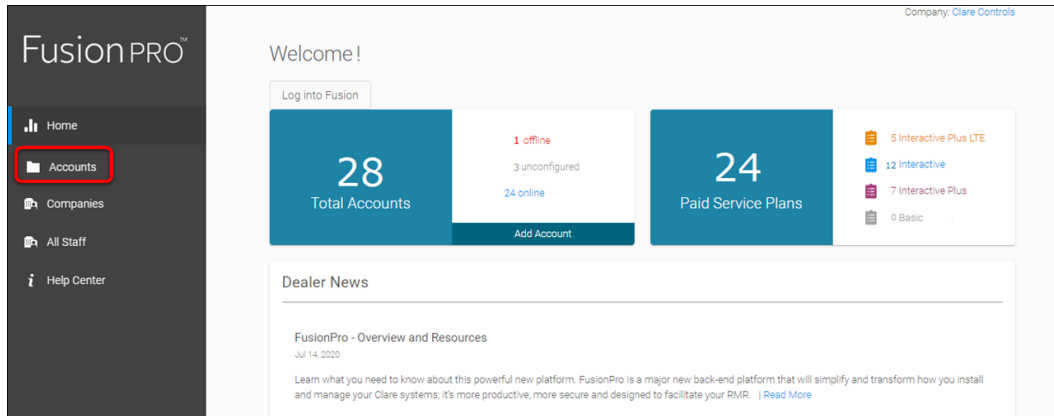 Company: Clare Controls
FusionPRO™
Welcome!
Log into Fusion
Home
Accounts
Companies
All Staff
Help Center
28
Total Accounts
1 offline
3 unconfigured
24 online
Add Account
24
Paid Service Plans
5 Interactive Plus LTE
12 Interactive
7 Interactive Plus
0 Basic
Dealer News
FusionPro - Overview and Resources
Jul 14, 2020
Learn what you need to know about this powerful new platform. FusionPro is a major new back-end platform that will simplify and transform how you install
and manage your Clare systems; it's more productive, more secure and designed to facilitate your RMR. | Read More